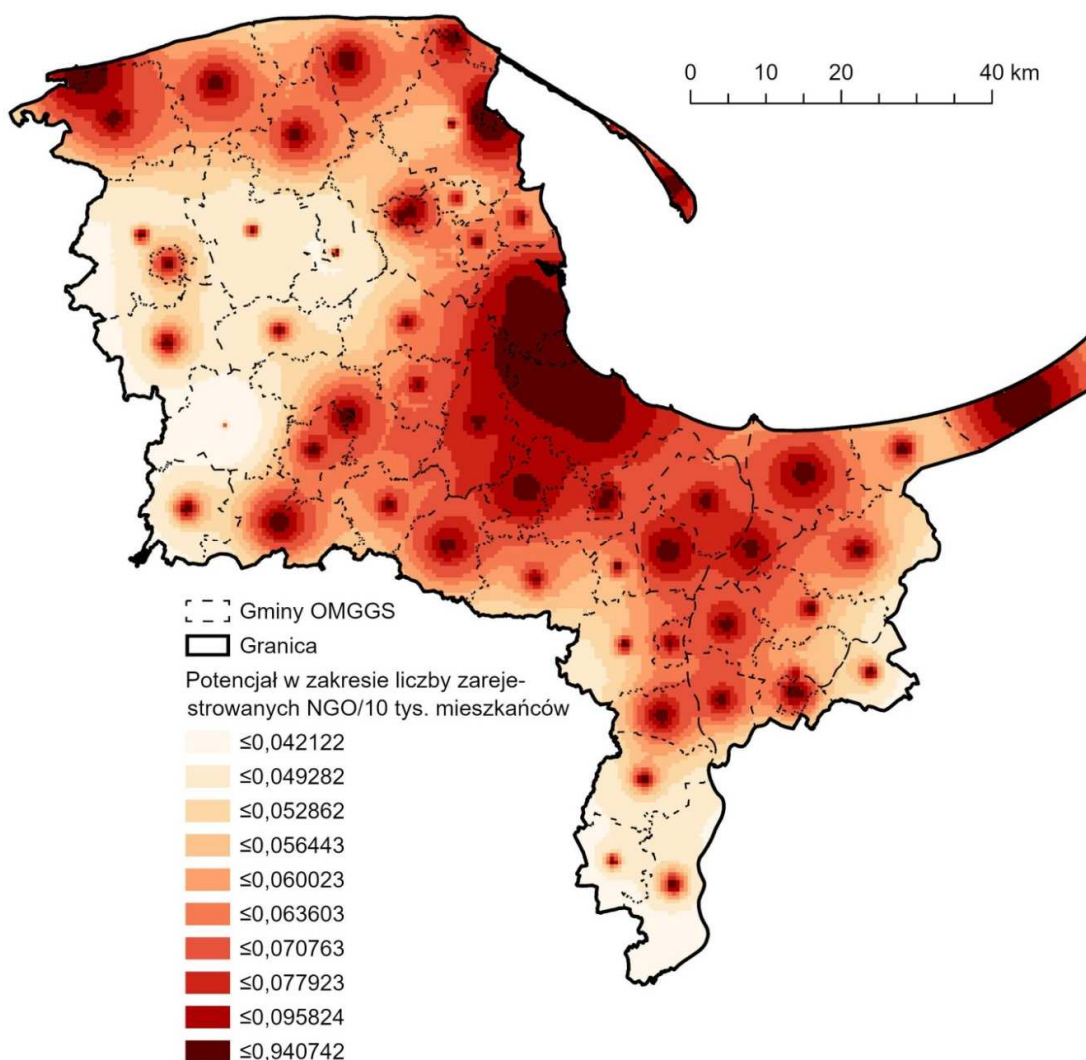 0 10 20 40 km
Gminy OMGGS
Granica
Potencjał w zakresie liczby zareje-
strowanych NGO/10 tys. mieszkańców
≤0,042122
≤0,049282
≤0,052862
≤0,056443
≤0,060023
≤0,063603
≤0,070763
≤0,077923
≤0,095824
≤0,940742